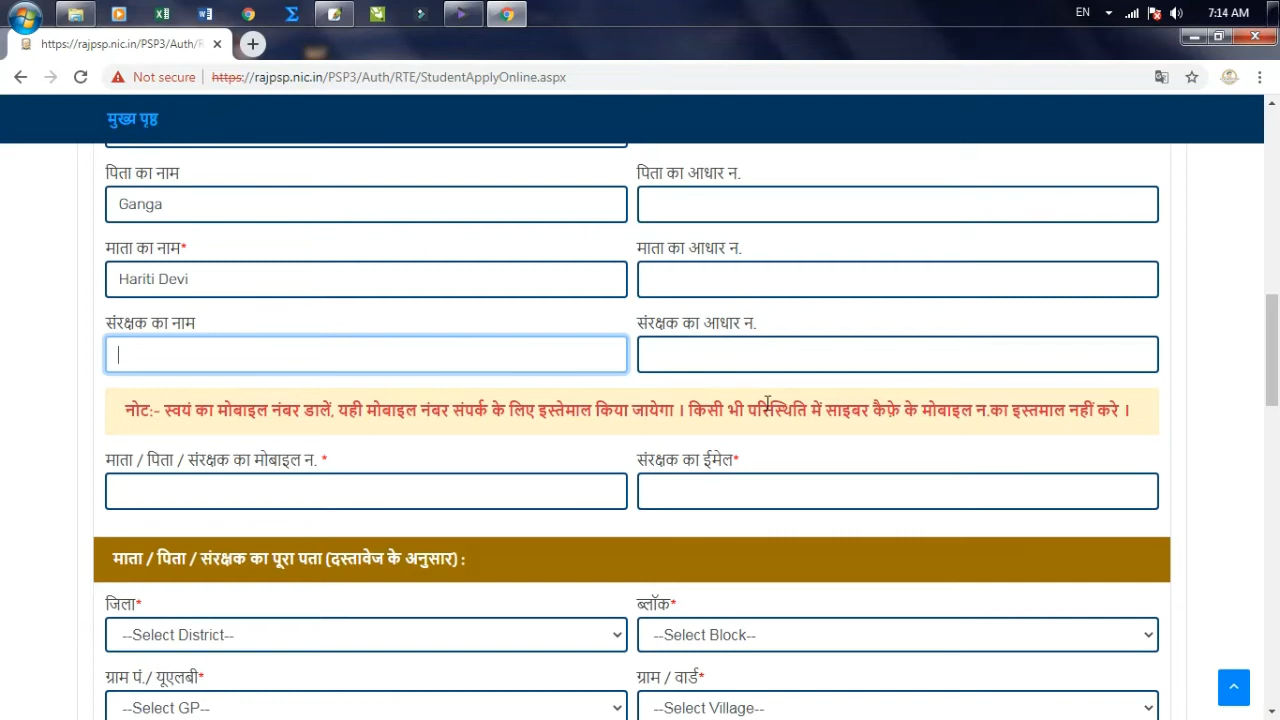 EN
7:14 AM
https://rajpsp.nic.in/PSP3/Auth/R
Not secure
https://rajpsp.nic.in/PSP3/Auth/RTE/StudentApplyOnline.aspx
मुख्य पृष्ठ
पिता का नाम
पिता का आधार न.
Ganga
माता का नाम*
माता का आधार न.
Hariti Devi
संरक्षक का नाम
संरक्षक का आधार न.
नोट:- स्वयं का मोबाइल नंबर डालें, यही मोबाइल नंबर संपर्क के लिए इस्तेमाल किया जायेगा । किसी भी परिस्थिति में साइबर कैफ़े के मोबाइल न.का इस्तमाल नहीं करे ।
माता / पिता / संरक्षक का मोबाइल न. *
संरक्षक का ईमेल*
माता / पिता / संरक्षक का पूरा पता (दस्तावेज के अनुसार) :
जिला*
ब्लॉक*
--Select District--
--Select Block--
ग्राम पं./ यूएलबी*
ग्राम / वार्ड*
--Select GP--
--Select Village--